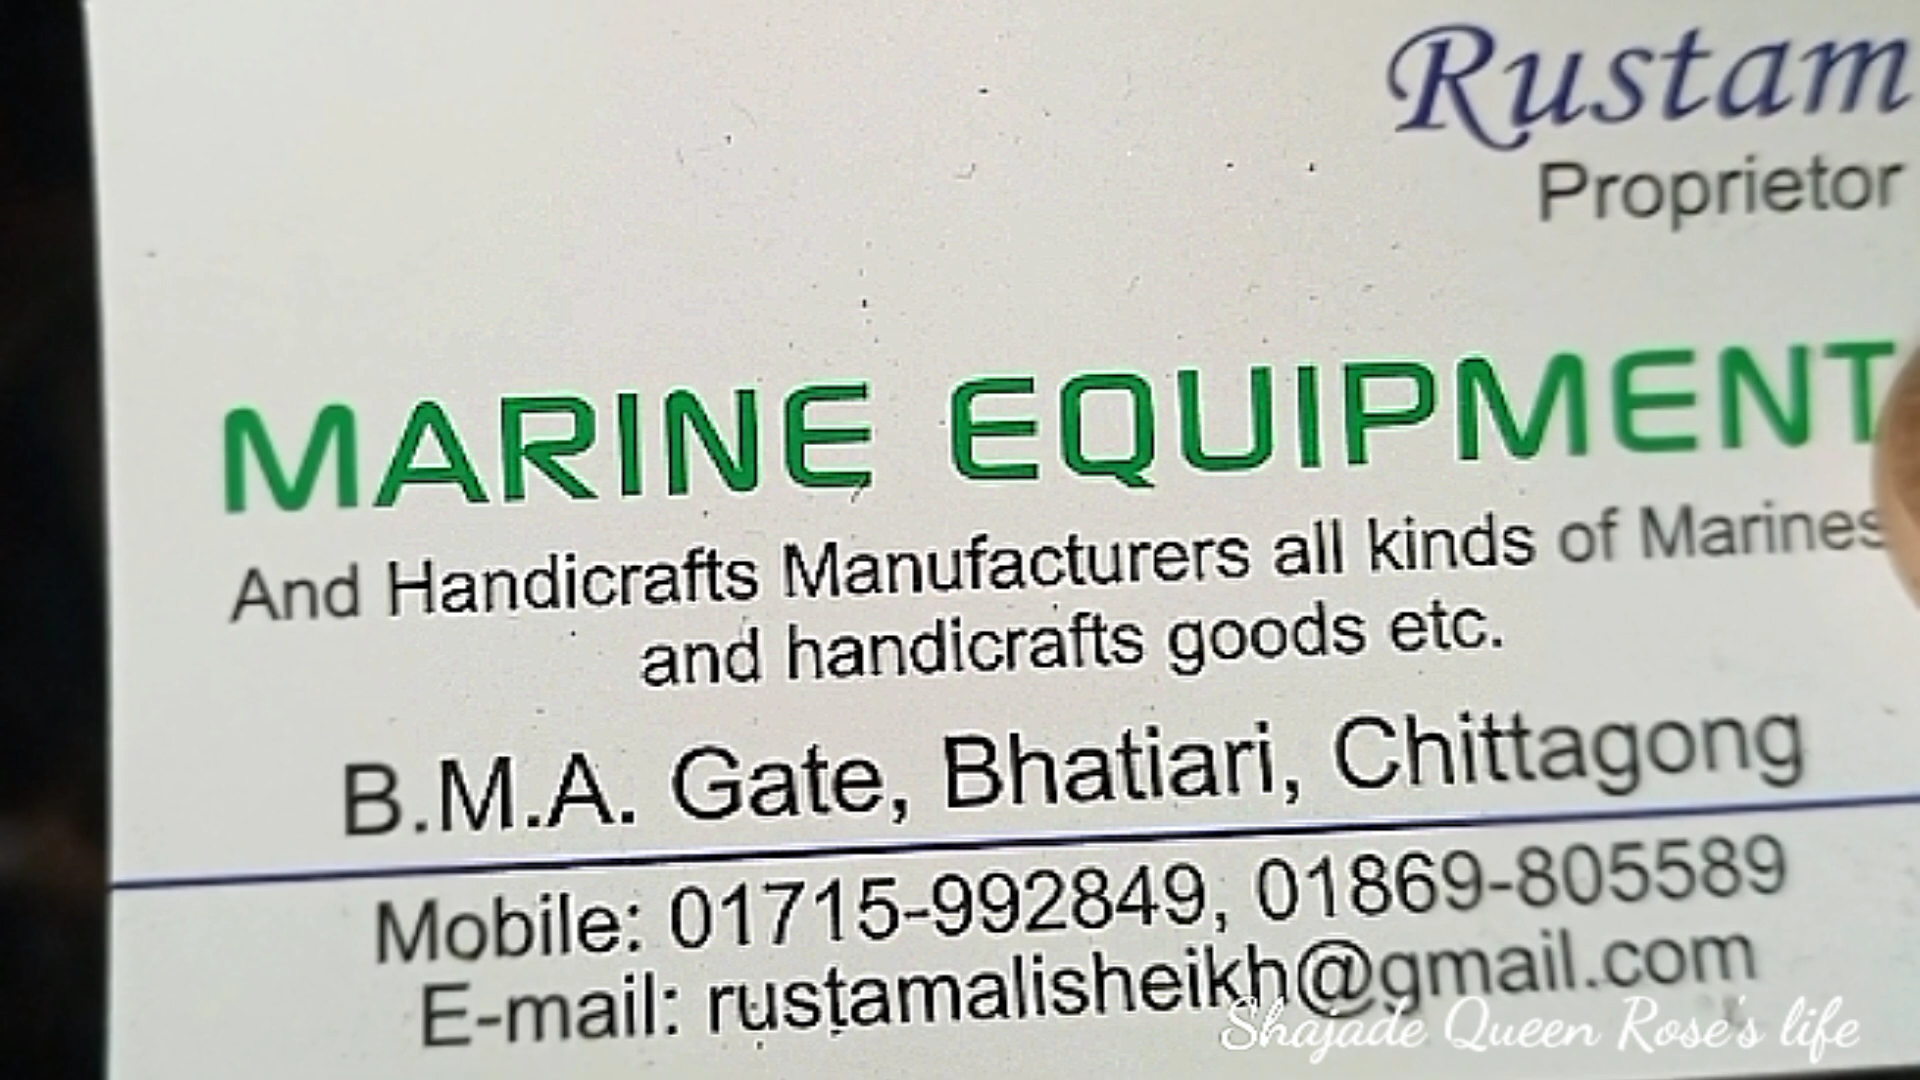 Rustam
Proprietor
MARINE EQUIPMENT
And Handicrafts Manufacturers all kinds of Marines
and handicrafts goods etc.
B.M.A. Gate, Bhatiari, Chittagong
Mobile: 01715-992849, 01869-805589
E-mail: rustamalisheikh@gmail.com
Shajade Queen Rose's life